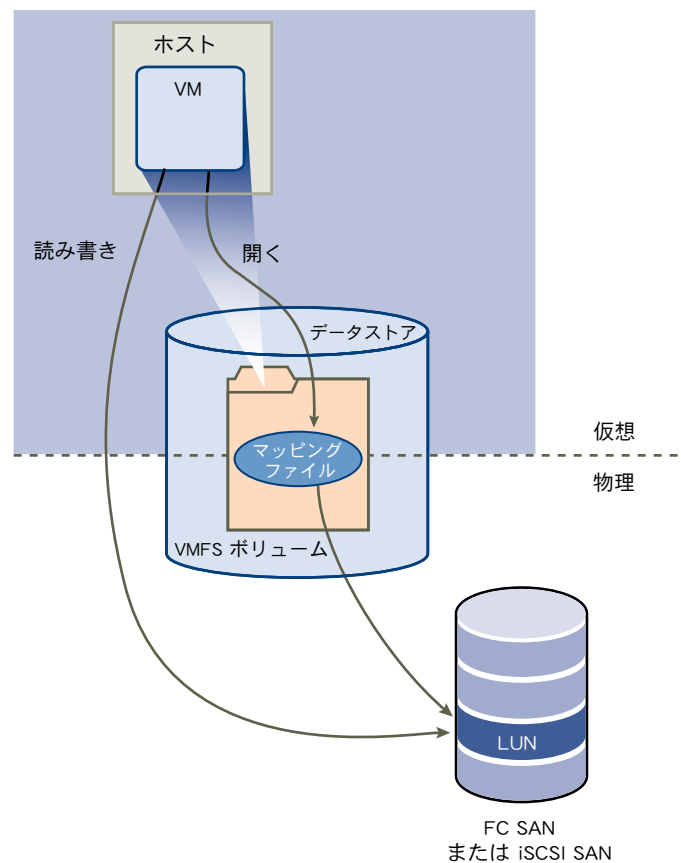 ホスト
VM
読み書き
開く
データストア
マッピング
ファイル
仮想
物理
VMFS ボリューム
LUN
FC SAN
または iSCSI SAN